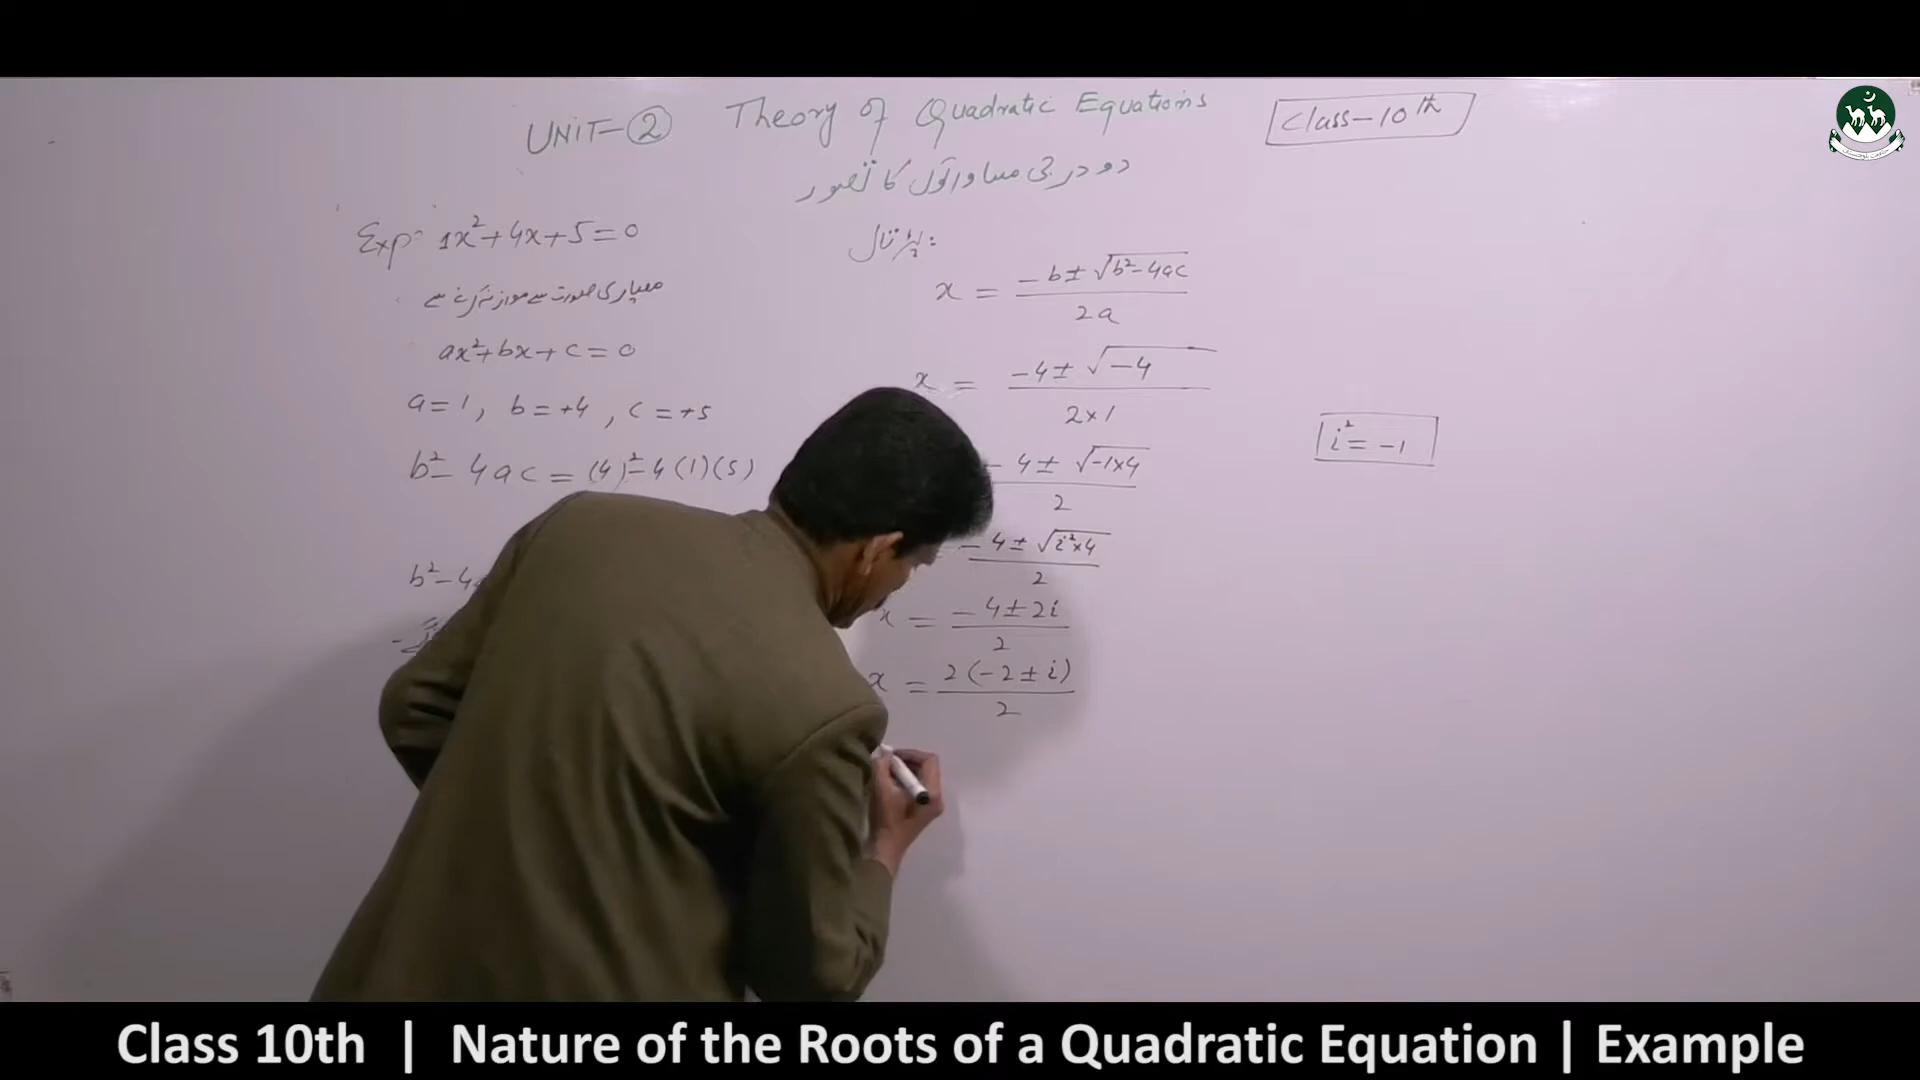 UNIT-② Theory of Quadratic Equations
Class-10th
دو درجی مساواتوں کا تصور
Exp:- 1x²+4x+5=0
معیاری صورت سے موازنہ کرنے سے
ax²+bx+c=0
a=1, b=+4, c=+5
b²-4ac = (4)²-4(1)(5)
b²-4
پڑتال:
x = (-b±√(b²-4ac))/2a
x = (-4±√-4)/2×1
-4±√(-1×4)/2
-4±√(i²×4)/2
x = (-4±2i)/2
x = 2(-2±i)/2
i² = -1
Class 10th | Nature of the Roots of a Quadratic Equation | Example